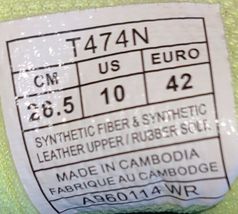 T474N
CM US EURO
26.5 10 42
SYNTHETIC FIBER & SYNTHETIC
LEATHER UPPER / RUBBER SOLE
MADE IN CAMBODIA
FABRIQUE AU CAMBODGE
A960114 WR